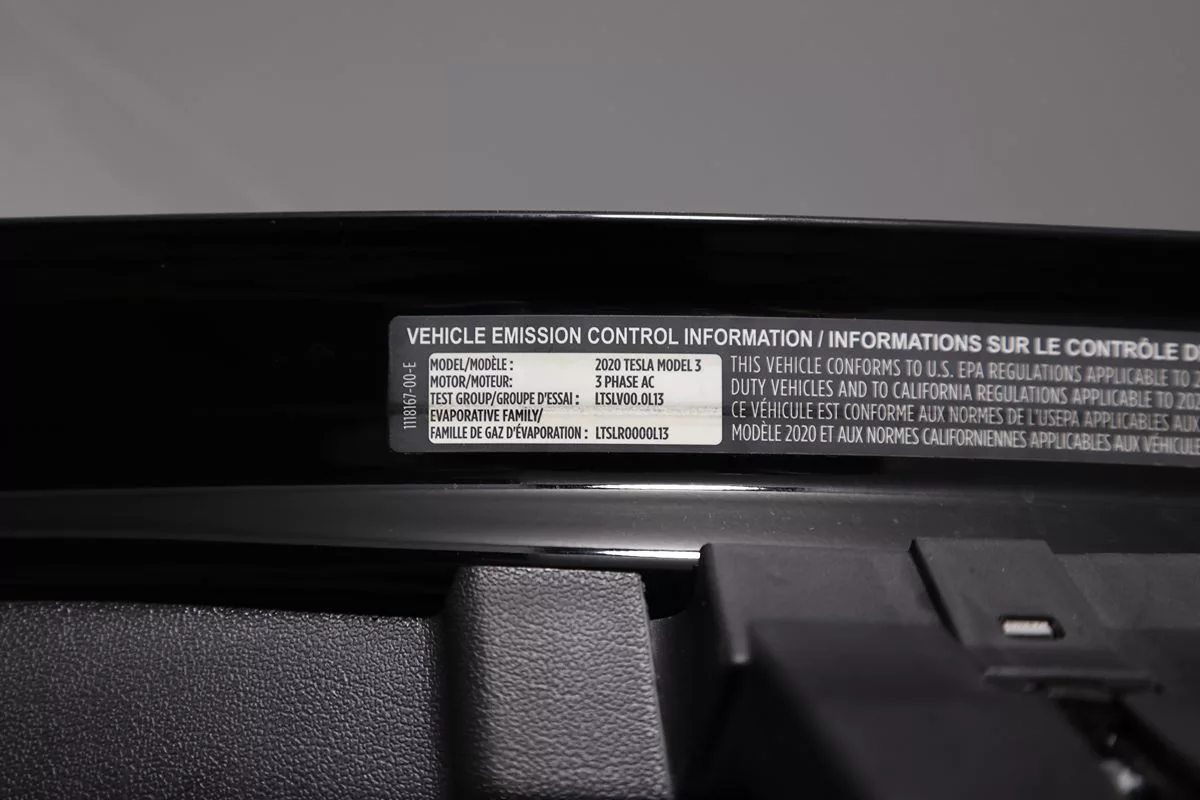 VEHICLE EMISSION CONTROL INFORMATION / INFORMATIONS SUR LE CONTRÔLE
1118167-00-E
MODEL/MODÈLE : 2020 TESLA MODEL 3
MOTOR/MOTEUR: 3 PHASE AC
TEST GROUP/GROUPE D'ESSAI : LTSLV00.0L13
EVAPORATIVE FAMILY/
FAMILLE DE GAZ D'ÉVAPORATION : LTSLR0000L13
THIS VEHICLE CONFORMS TO U.S. EPA REGULATIONS APPLICABLE TO
DUTY VEHICLES AND TO CALIFORNIA REGULATIONS APPLICABLE TO
CE VÉHICULE EST CONFORME AUX NORMES DE L'USEPA APPLICABLES AUX
MODÈLE 2020 ET AUX NORMES CALIFORNIENNES APPLICABLES AUX VÉHICULE